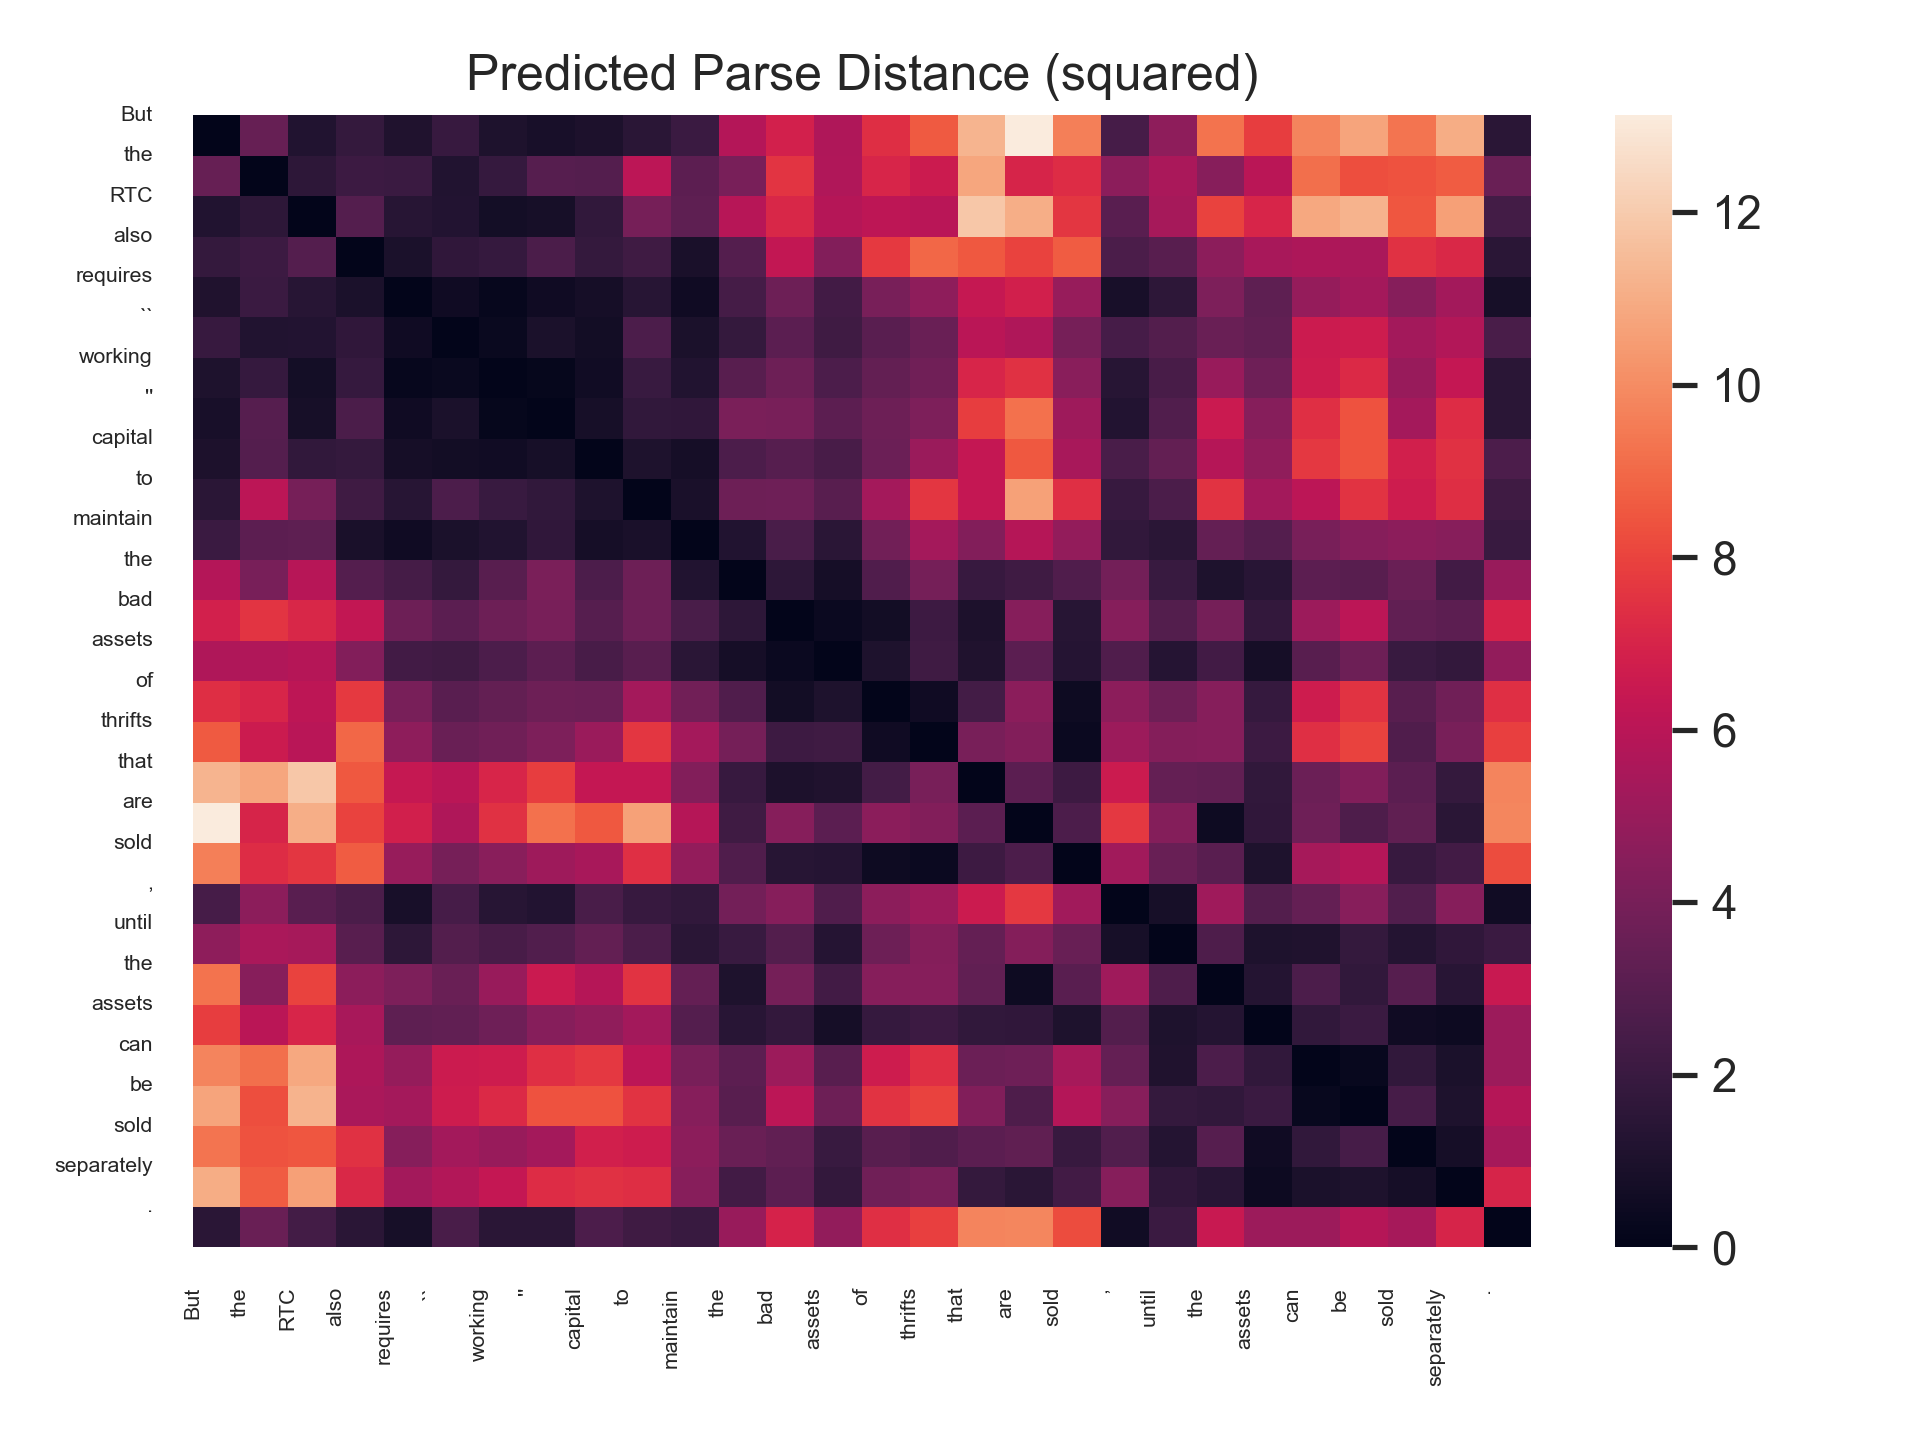 Predicted Parse Distance (squared)
But
the
RTC
also
requires
``
working
''
capital
to
maintain
the
bad
assets
of
thrifts
that
are
sold
,
until
the
assets
can
be
sold
separately
.
12
10
8
6
4
2
0
But
the
RTC
also
requires
``
working
''
capital
to
maintain
the
bad
assets
of
thrifts
that
are
sold
,
until
the
assets
can
be
sold
separately
.